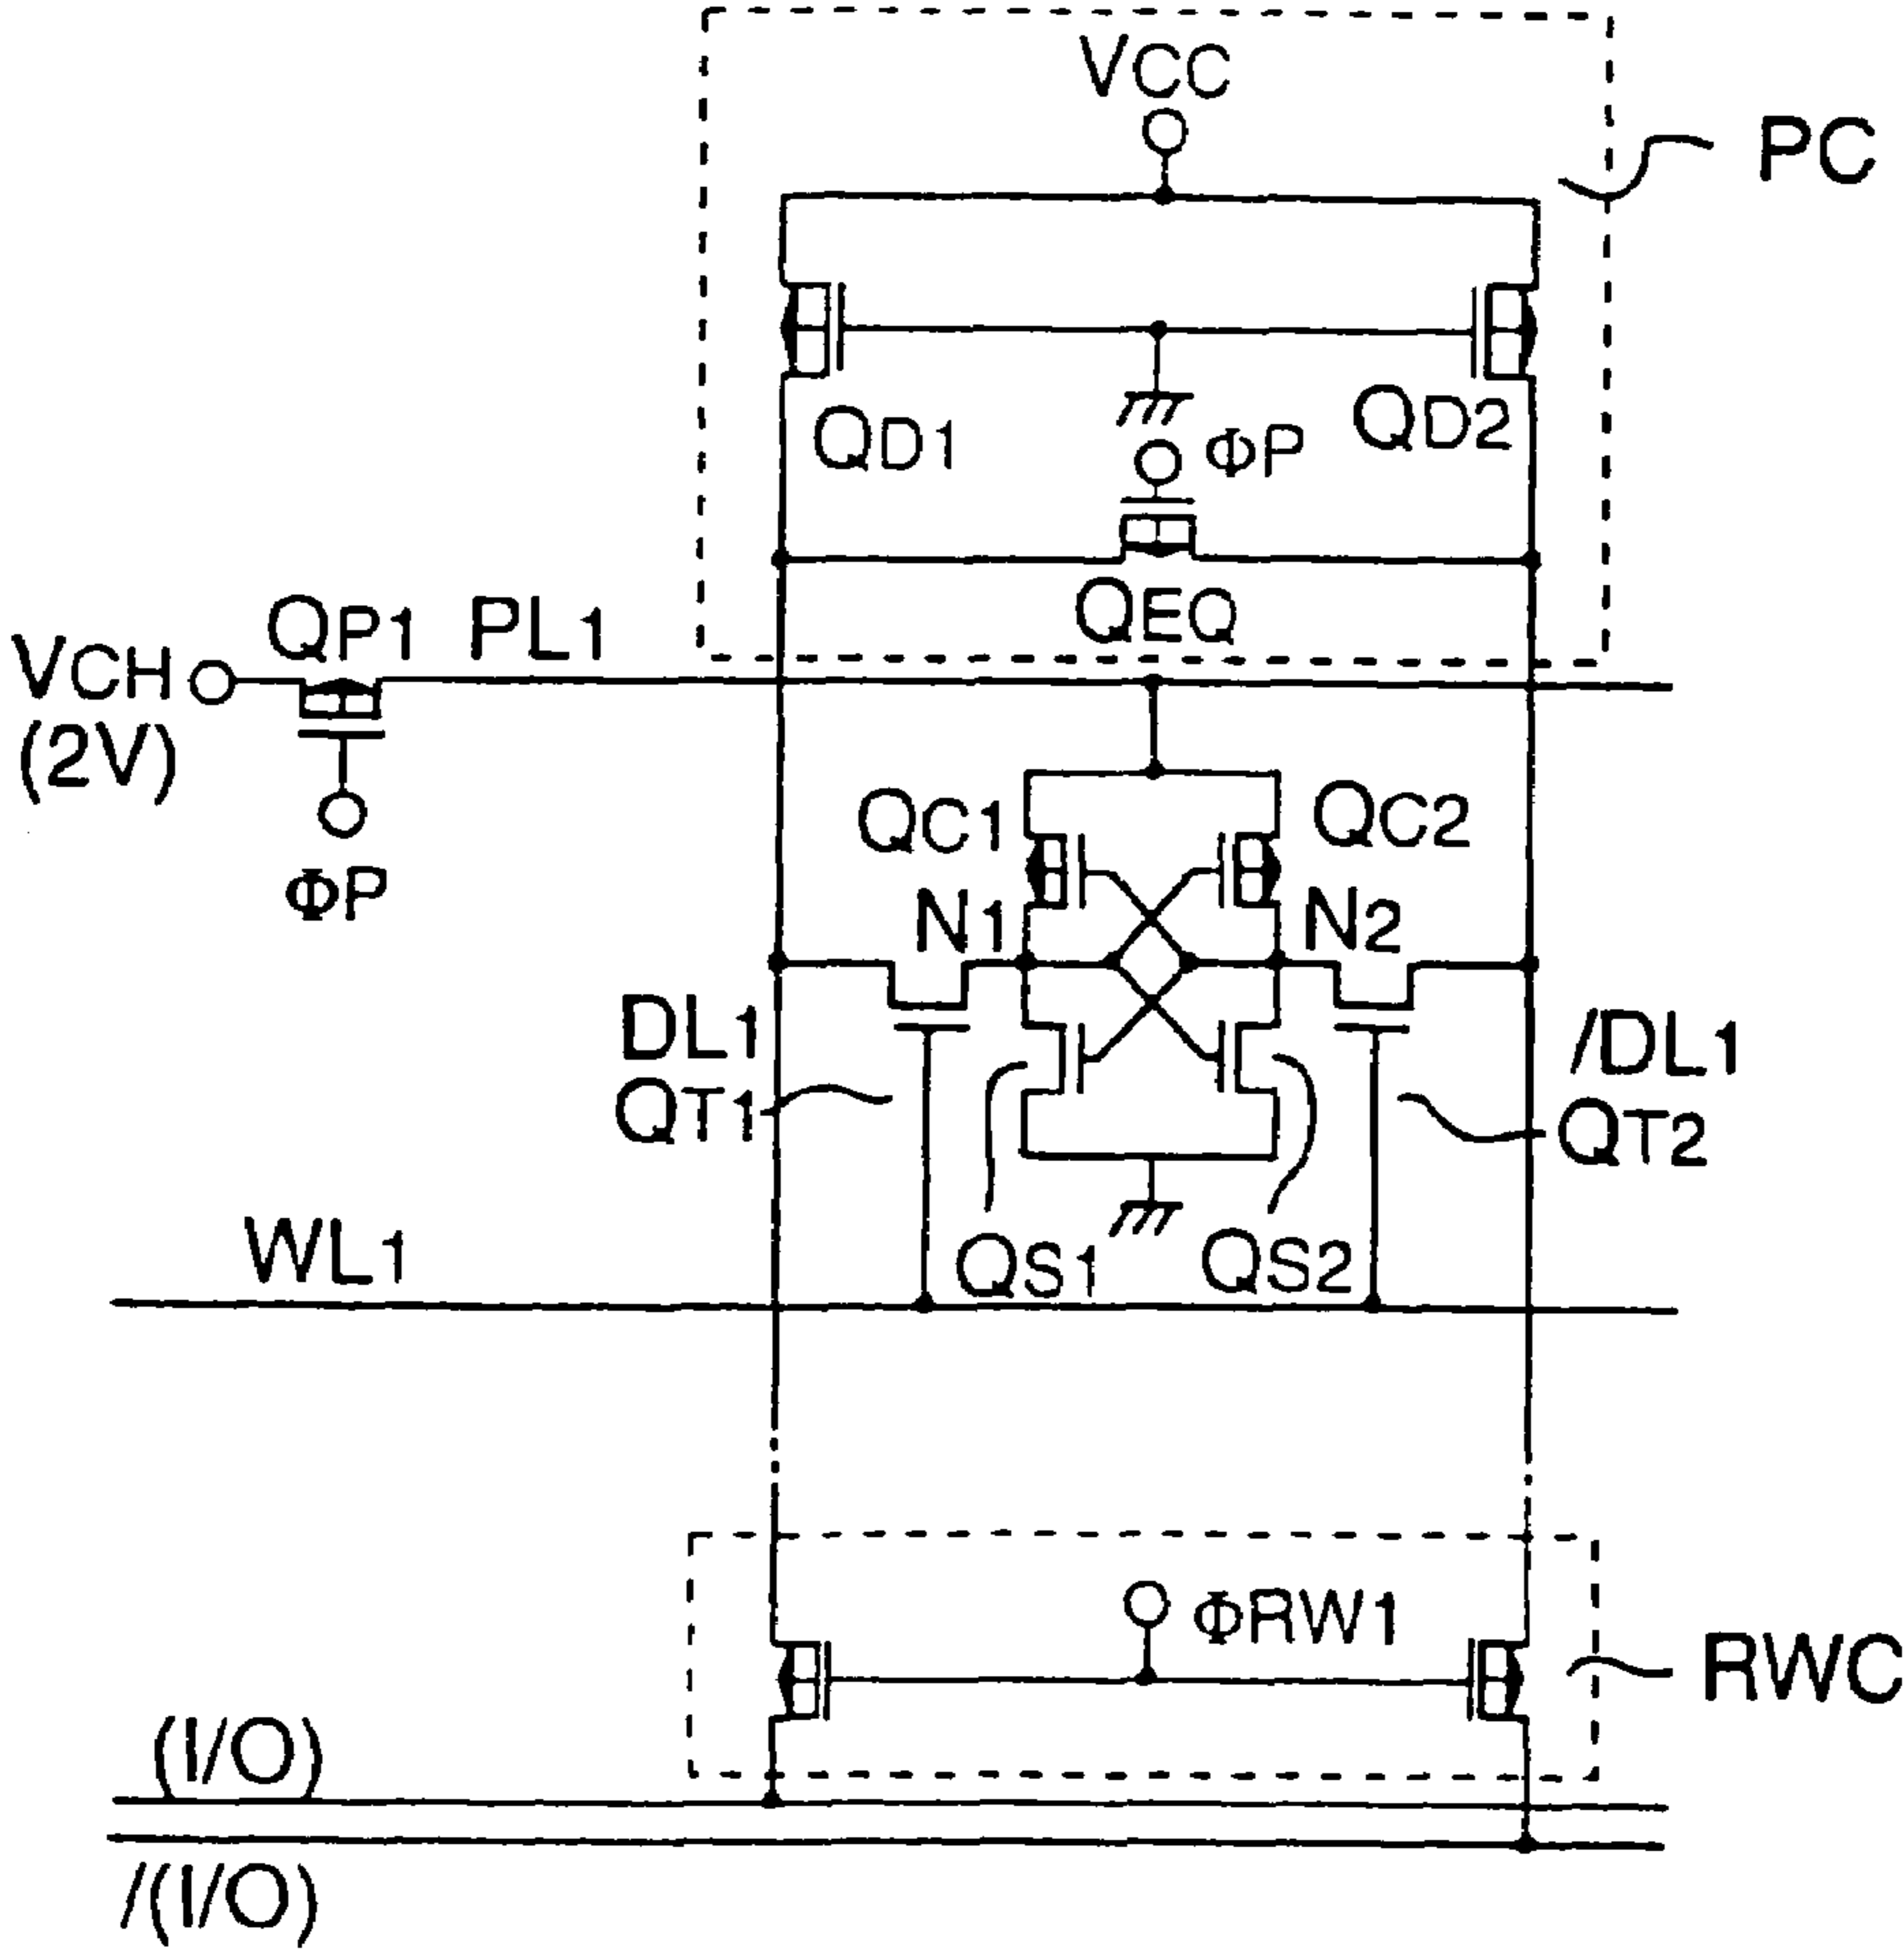 VCC
PC
QD1
QD2
ΦP
QEQ
QP1
PL1
VCH
(2V)
ΦP
QC1
QC2
N1
N2
DL1
/DL1
QT1
QT2
WL1
QS1
QS2
ΦRW1
RWC
(I/O)
/(I/O)